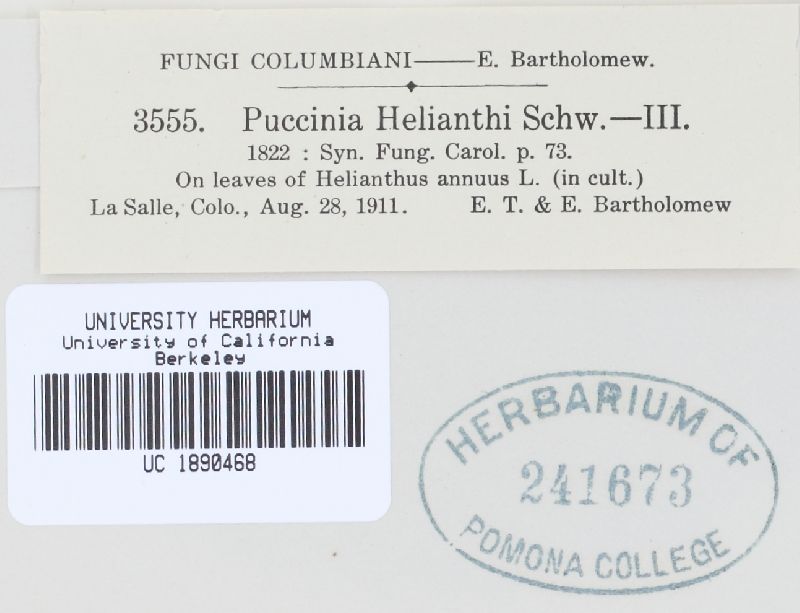 FUNGI COLUMBIANI——E. Bartholomew.
3555. Puccinia Helianthi Schw.—III.
1822 : Syn. Fung. Carol. p. 73.
On leaves of Helianthus annuus L. (in cult.)
La Salle, Colo., Aug. 28, 1911. E. T. & E. Bartholomew
UNIVERSITY HERBARIUM
University of California
Berkeley
UC 1890468
HERBARIUM OF
241673
POMONA COLLEGE